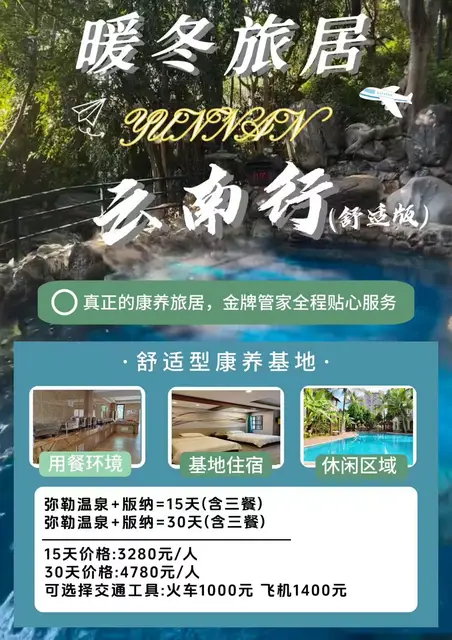 暖冬旅居
YUNNAN
云南行(舒适版)
真正的康养旅居，金牌管家全程贴心服务
·舒适型康养基地·
用餐环境
基地住宿
休闲区域
弥勒温泉+版纳=15天(含三餐)
弥勒温泉+版纳=30天(含三餐)
15天价格:3280元/人
30天价格:4780元/人
可选择交通工具:火车1000元 飞机1400元